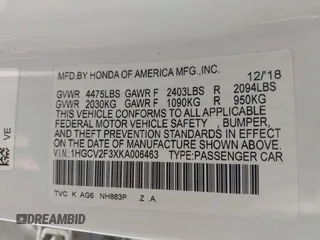 MFD.BY HONDA OF AMERICA MFG.,INC. 12/18
GVWR 4475LBS GAWR F 2403LBS R 2094LBS
GVWR 2030KG GAWR F 1090KG R 950KG
THIS VEHICLE CONFORMS TO ALL APPLICABLE
FEDERAL MOTOR VEHICLE SAFETY, BUMPER,
AND THEFT PREVENTION STANDARDS IN EFFECT
ON THE DATE OF MANUFACTURE SHOWN ABOVE.
VIN:1HGCV2F3XKA006463 TYPE:PASSENGER CAR
TVC K AG6 NH883P Z .A
VE
DREAMBID